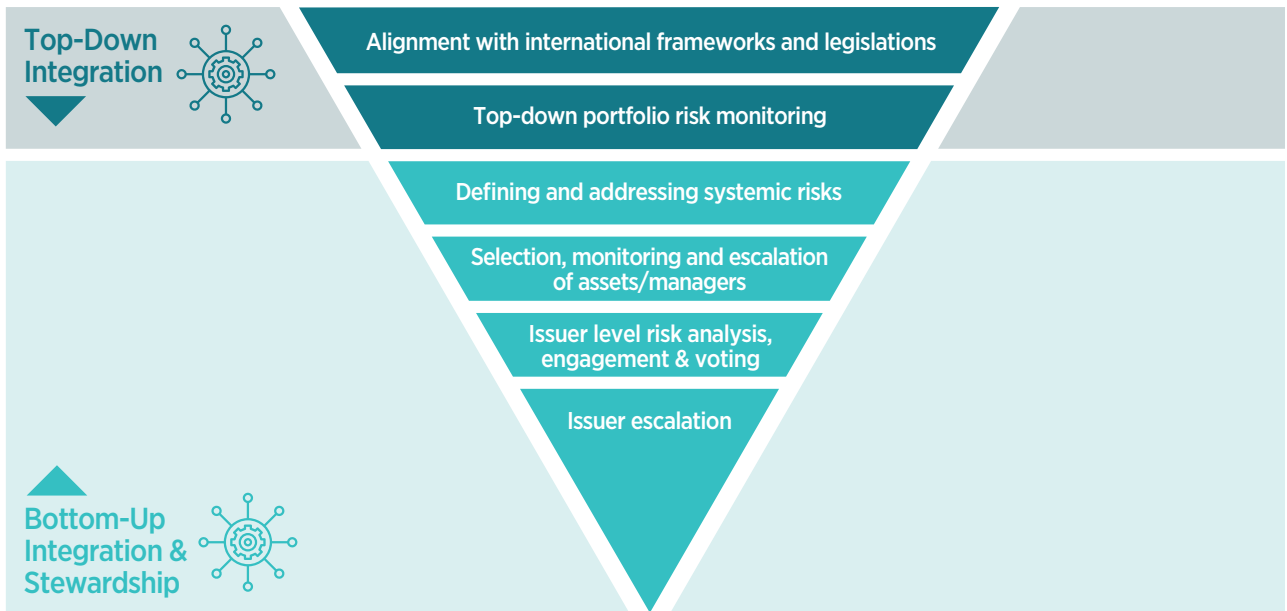 Top-Down
Integration
Alignment with international frameworks and legislations
Top-down portfolio risk monitoring
Defining and addressing systemic risks
Selection, monitoring and escalation
of assets/managers
Issuer level risk analysis,
engagement & voting
Issuer escalation
Bottom-Up
Integration &
Stewardship